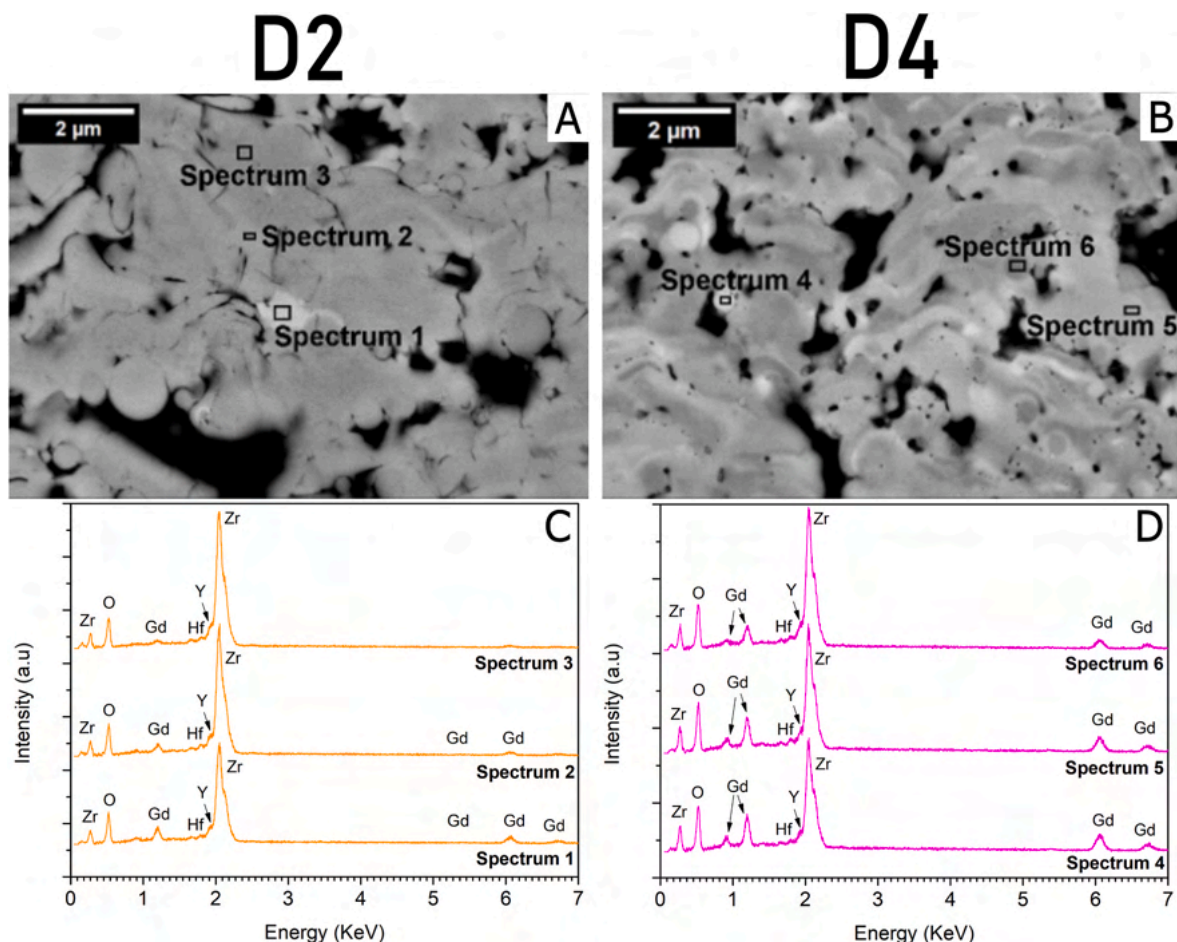 D2
D4
2 µm
A
Spectrum 3
Spectrum 2
Spectrum 1
2 µm
B
Spectrum 6
Spectrum 4
Spectrum 5
C
Zr
Y
O
Zr
Gd
Hf
Spectrum 3
Zr
Y
O
Zr
Gd
Hf
Gd
Gd
Spectrum 2
Zr
Y
O
Zr
Gd
Hf
Gd
Gd
Gd
Spectrum 1
0 1 2 3 4 5 6 7
Energy (KeV)
Intensity (a.u)
D
Zr
Y
O
Gd
Zr
Hf
Gd
Gd
Spectrum 6
Zr
Y
O
Gd
Zr
Hf
Gd
Gd
Spectrum 5
Zr
Y
O
Gd
Zr
Hf
Gd
Gd
Spectrum 4
0 1 2 3 4 5 6 7
Energy (KeV)
Intensity (a.u)